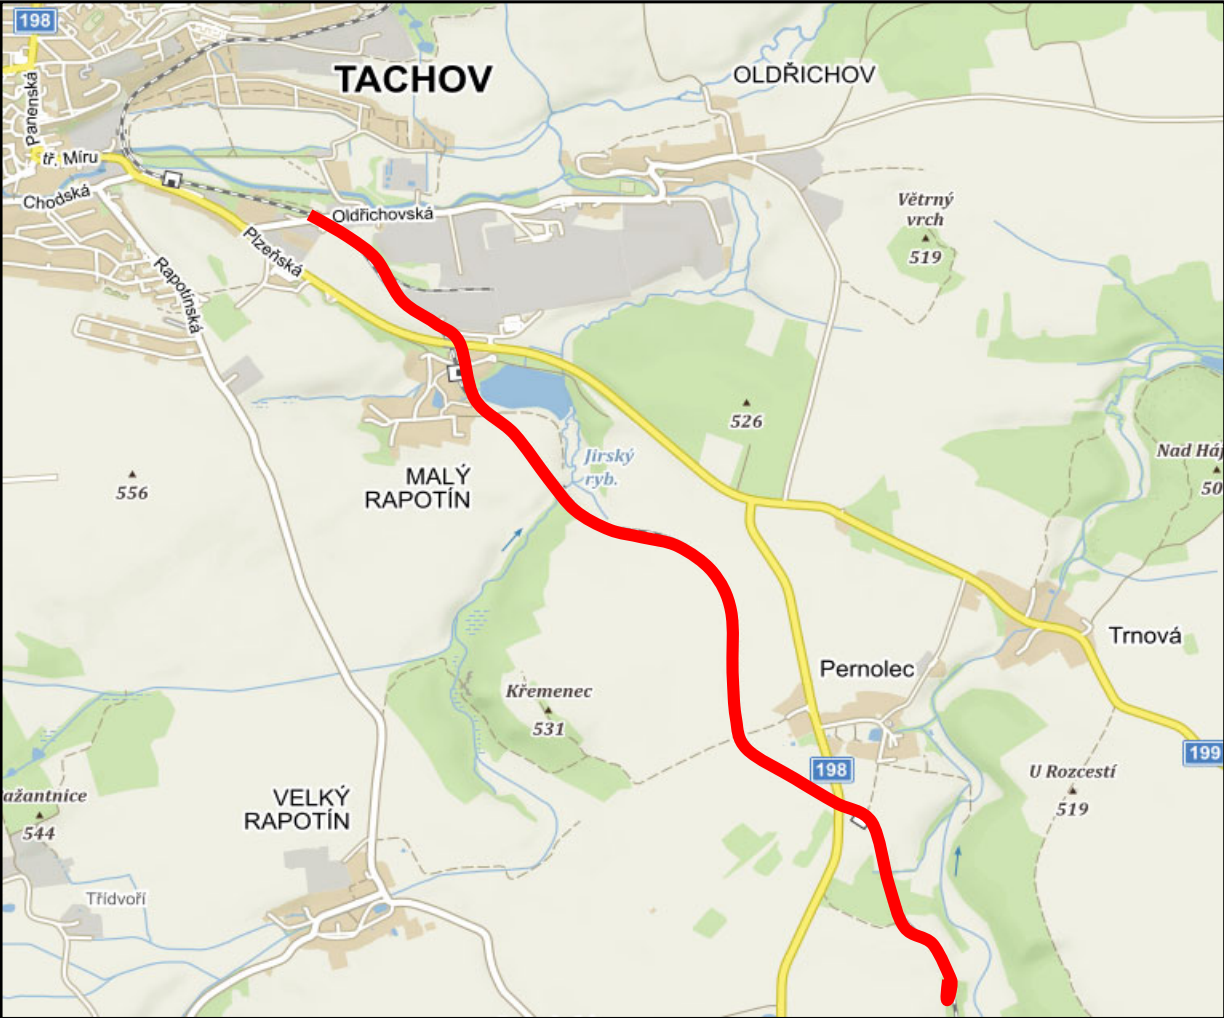 198
TACHOV
OLDŘICHOV
Panenská
tř. Míru
Chodská
Oldřichovská
Plzeňská
Rapotínská
Větrný
vrch
519
526
Nad Háj
50
Jírský
ryb.
MALÝ
RAPOTÍN
556
Trnová
Pernolec
Křemenec
531
198
199
U Rozcestí
519
ažantnice
544
VELKÝ
RAPOTÍN
Třídvoří